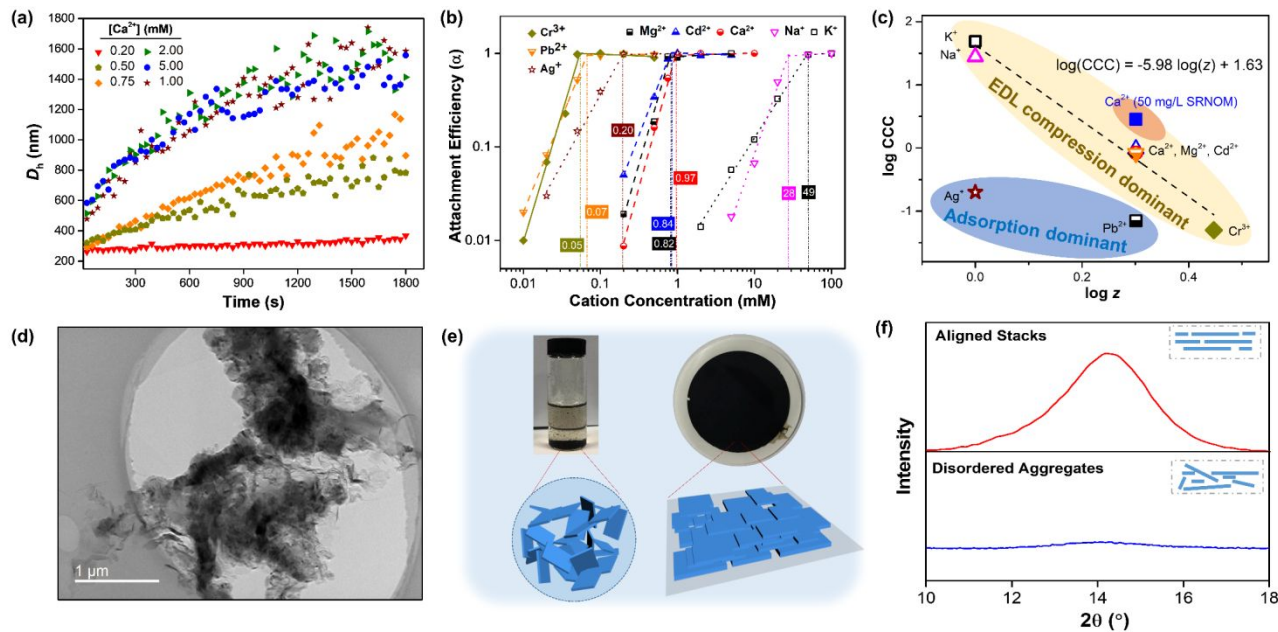 (a)
[Ca²⁺] (mM)
0.20 2.00
0.50 5.00
0.75 1.00
1800
1600
1400
1200
1000
800
600
400
200
Dₕ (nm)
0 300 600 900 1200 1500 1800
Time (s)
(b)
Cr³⁺ Mg²⁺ Cd²⁺ Ca²⁺ Na⁺ K⁺
Pb²⁺
Ag⁺
1
0.1
0.01
Attachment Efficiency (α)
0.20
0.97
0.07
0.84
28
49
0.05
0.82
0.01 0.1 1 10 100
Cation Concentration (mM)
(c)
2
1
0
-1
log CCC
K⁺
Na⁺
log(CCC) = -5.98 log(z) + 1.63
Ca²⁺ (50 mg/L SRNOM)
EDL compression dominant
Ca²⁺, Mg²⁺, Cd²⁺
Ag⁺
Adsorption dominant
Pb²⁺
Cr³⁺
0.0 0.2 0.4
log z
(d)
1 μm
(e)
(f)
Aligned Stacks
Disordered Aggregates
Intensity
10 12 14 16 18
2θ (°)